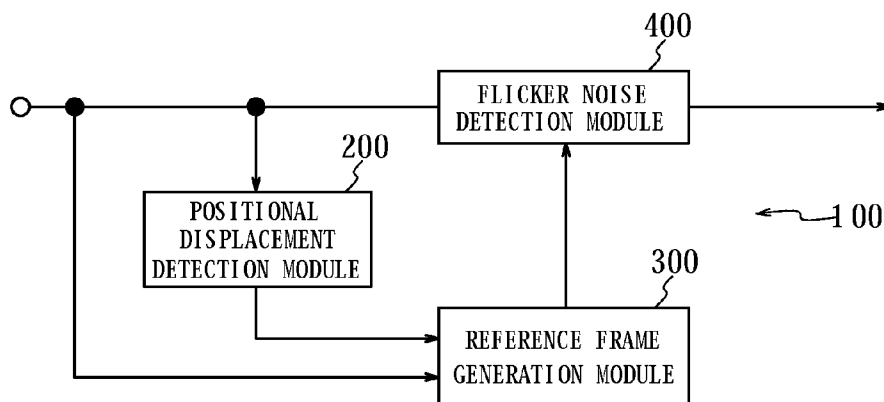 400
FLICKER NOISE
DETECTION MODULE
200
POSITIONAL
DISPLACEMENT
DETECTION MODULE
100
300
REFERENCE FRAME
GENERATION MODULE